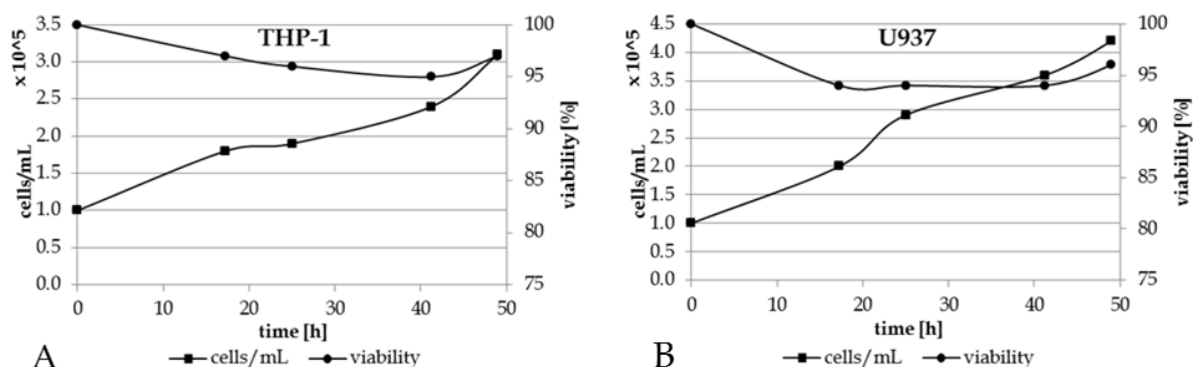 THP-1
x 10^5
cells/mL
3.5
3.0
2.5
2.0
1.5
1.0
0.5
0.0
100
95
90
85
80
75
viability [%]
0 10 20 30 40 50
time [h]
A
cells/mL viability
U937
x 10^5
cells/mL
4.5
4.0
3.5
3.0
2.5
2.0
1.5
1.0
0.5
0.0
100
95
90
85
80
75
viability [%]
0 10 20 30 40 50
time [h]
B
cells/mL viability